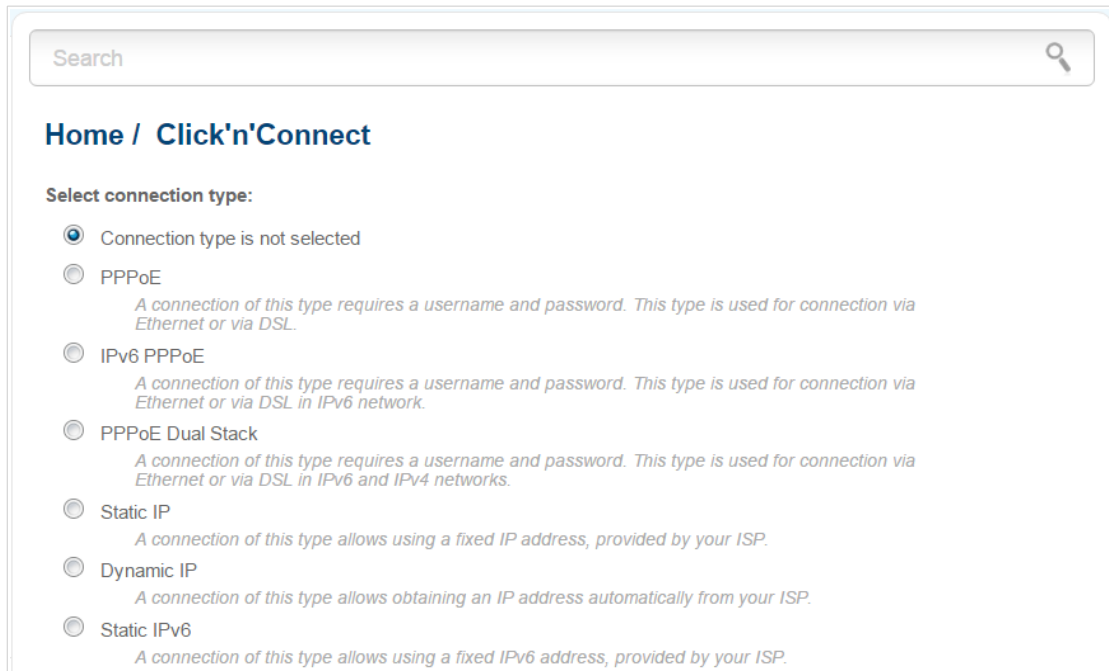 Search
Home / Click'n'Connect
Select connection type:
Connection type is not selected
PPPoE
A connection of this type requires a username and password. This type is used for connection via
Ethernet or via DSL.
IPv6 PPPoE
A connection of this type requires a username and password. This type is used for connection via
Ethernet or via DSL in IPv6 network.
PPPoE Dual Stack
A connection of this type requires a username and password. This type is used for connection via
Ethernet or via DSL in IPv6 and IPv4 networks.
Static IP
A connection of this type allows using a fixed IP address, provided by your ISP.
Dynamic IP
A connection of this type allows obtaining an IP address automatically from your ISP.
Static IPv6
A connection of this type allows using a fixed IPv6 address, provided by your ISP.